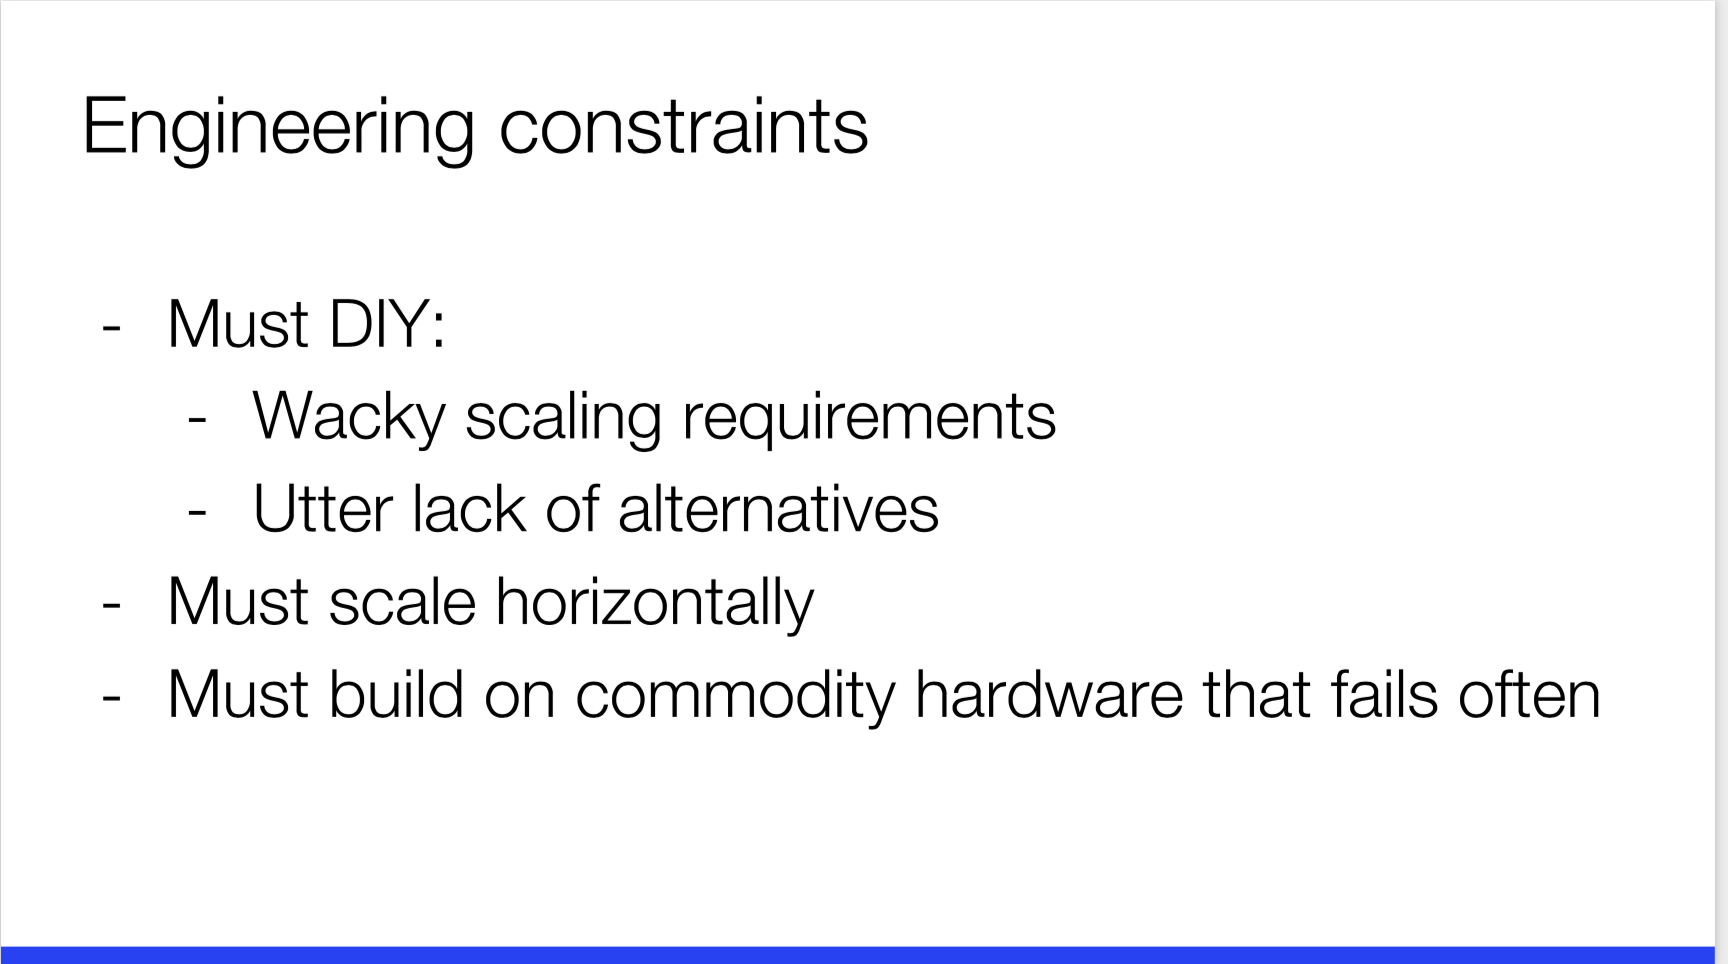 Engineering constraints
- Must DIY:
- Wacky scaling requirements
- Utter lack of alternatives
- Must scale horizontally
- Must build on commodity hardware that fails often